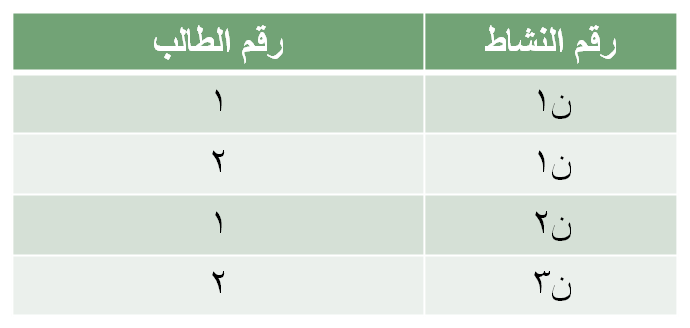 رقم النشاط رقم الطالب
ن١ ١
ن١ ٢
ن٢ ١
ن٣ ٢